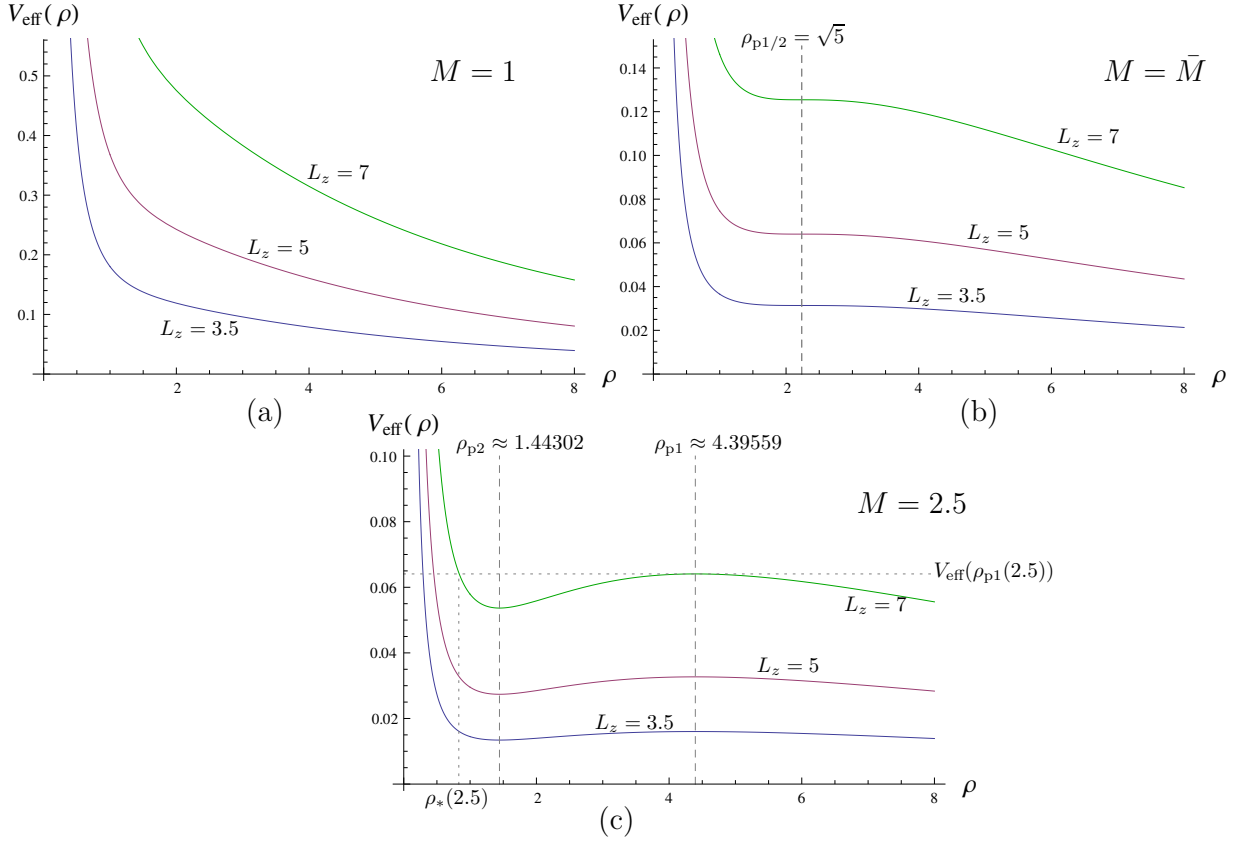 V_eff(ρ)
0.5
0.4
0.3
0.2
0.1
2
4
6
8
ρ
M = 1
L_z = 7
L_z = 5
L_z = 3.5
(a)
V_eff(ρ)
ρ_p1/2 = √5
0.14
0.12
0.10
0.08
0.06
0.04
0.02
0
2
4
6
8
ρ
M = M̄
L_z = 7
L_z = 5
L_z = 3.5
(b)
V_eff(ρ)
ρ_p2 ≈ 1.44302
ρ_p1 ≈ 4.39559
0.10
0.08
0.06
0.04
0.02
M = 2.5
V_eff(ρ_p1(2.5))
L_z = 7
L_z = 5
L_z = 3.5
ρ_*(2.5)
2
4
6
8
ρ
(c)